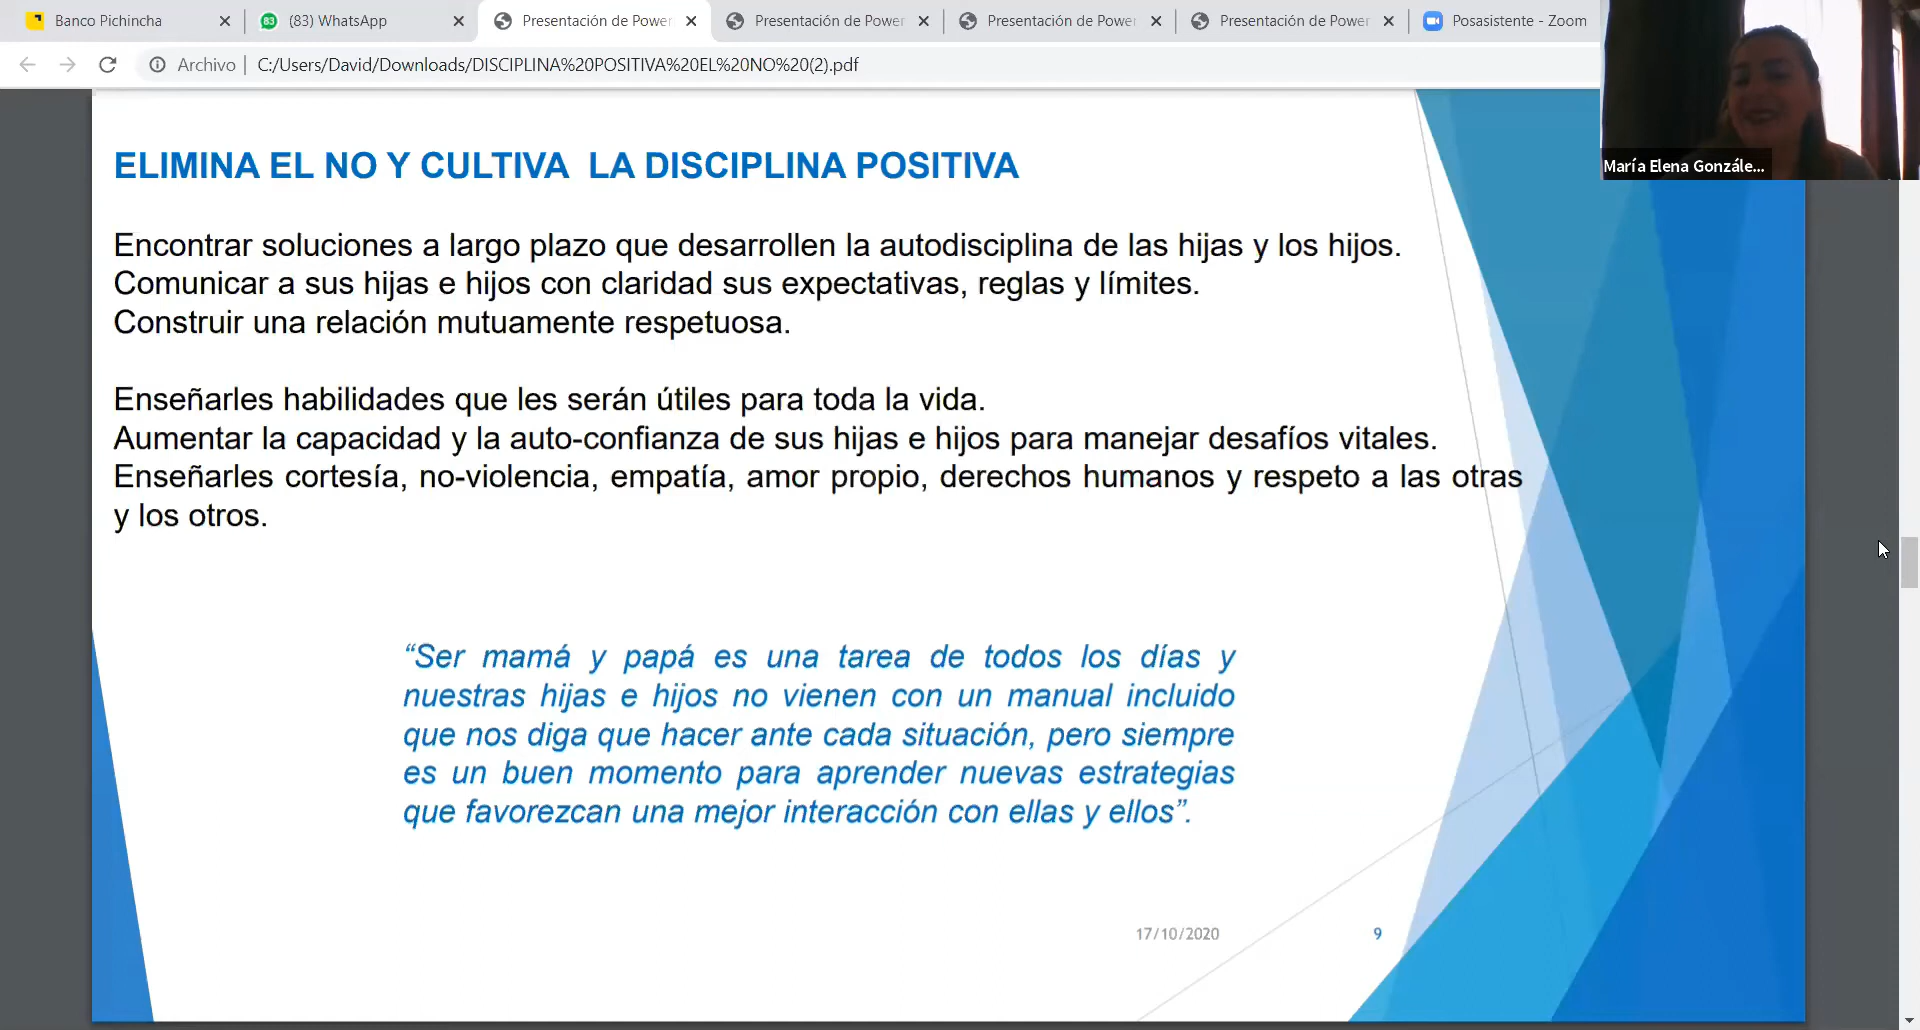 Banco Pichincha
83
(83) WhatsApp
Presentación de Power
Presentación de Power
Presentación de Power
Presentación de Power
Posasistente - Zoom
Archivo
C:/Users/David/Downloads/DISCIPLINA%20POSITIVA%20EL%20NO%20(2).pdf
María Elena Gonzále...
ELIMINA EL NO Y CULTIVA LA DISCIPLINA POSITIVA
Encontrar soluciones a largo plazo que desarrollen la autodisciplina de las hijas y los hijos.
Comunicar a sus hijas e hijos con claridad sus expectativas, reglas y límites.
Construir una relación mutuamente respetuosa.
Enseñarles habilidades que les serán útiles para toda la vida.
Aumentar la capacidad y la auto-confianza de sus hijas e hijos para manejar desafíos vitales.
Enseñarles cortesía, no-violencia, empatía, amor propio, derechos humanos y respeto a las otras
y los otros.
“Ser mamá y papá es una tarea de todos los días y
nuestras hijas e hijos no vienen con un manual incluido
que nos diga que hacer ante cada situación, pero siempre
es un buen momento para aprender nuevas estrategias
que favorezcan una mejor interacción con ellas y ellos”.
17/10/2020
9